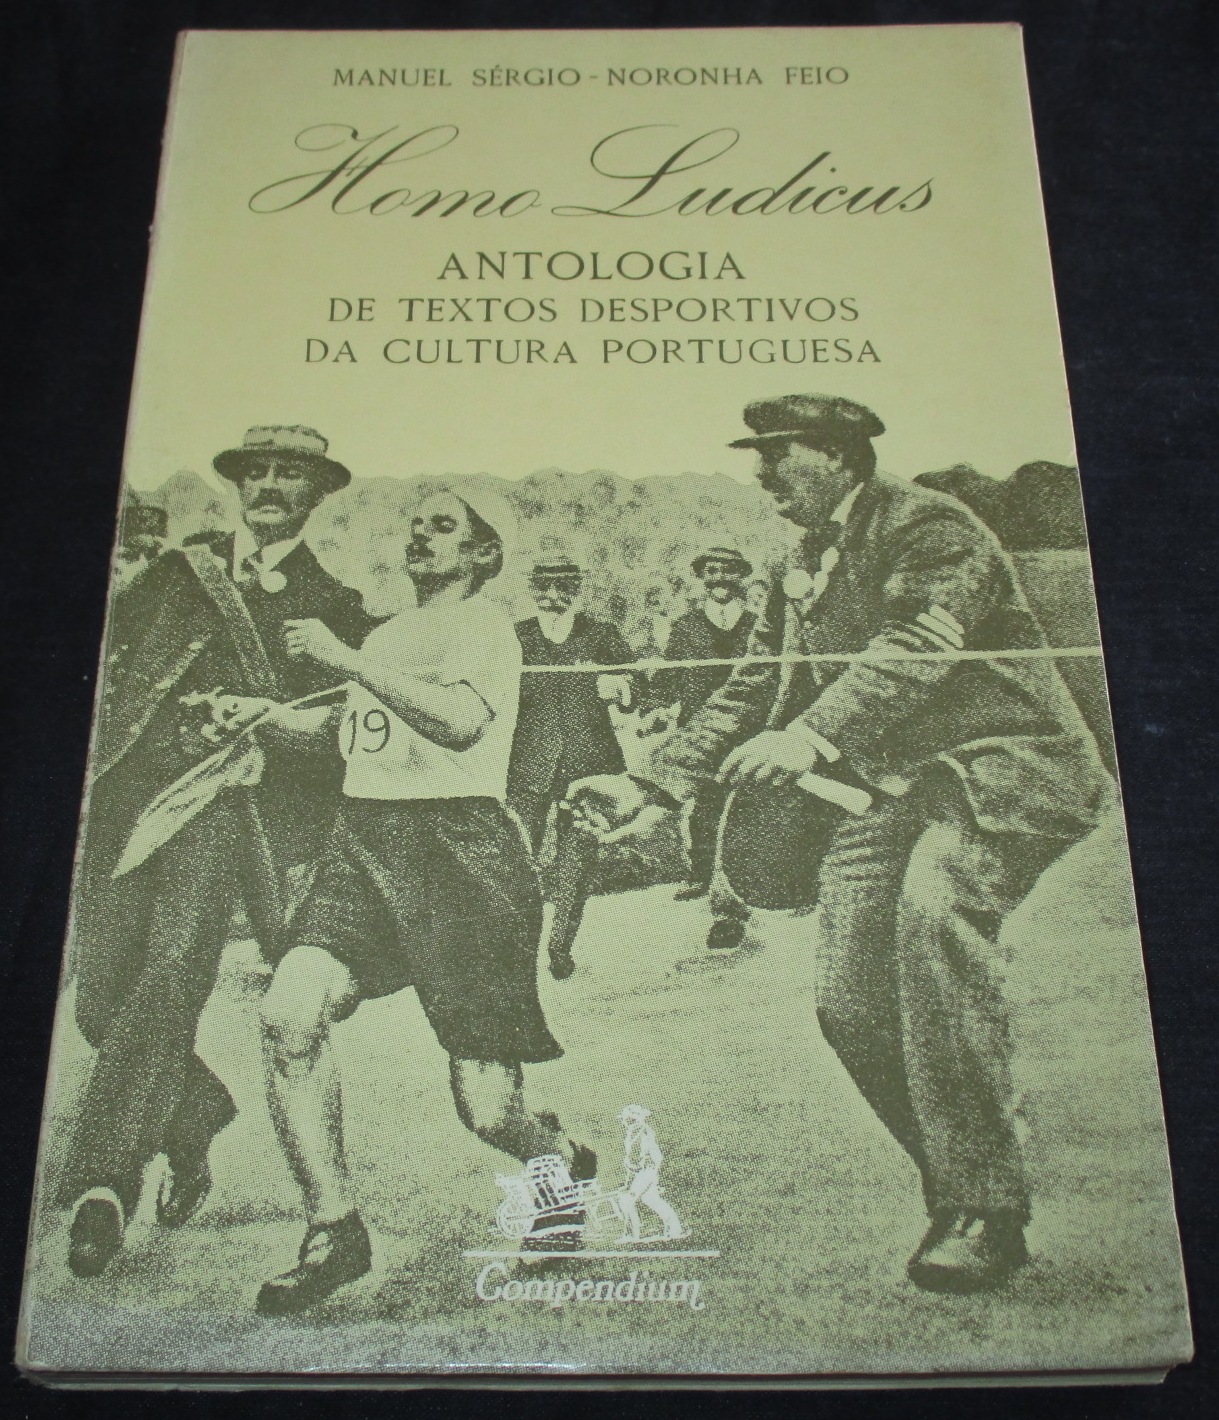 MANUEL SÉRGIO - NORONHA FEIO
Homo Ludicus
ANTOLOGIA
DE TEXTOS DESPORTIVOS
DA CULTURA PORTUGUESA
19
Compendium